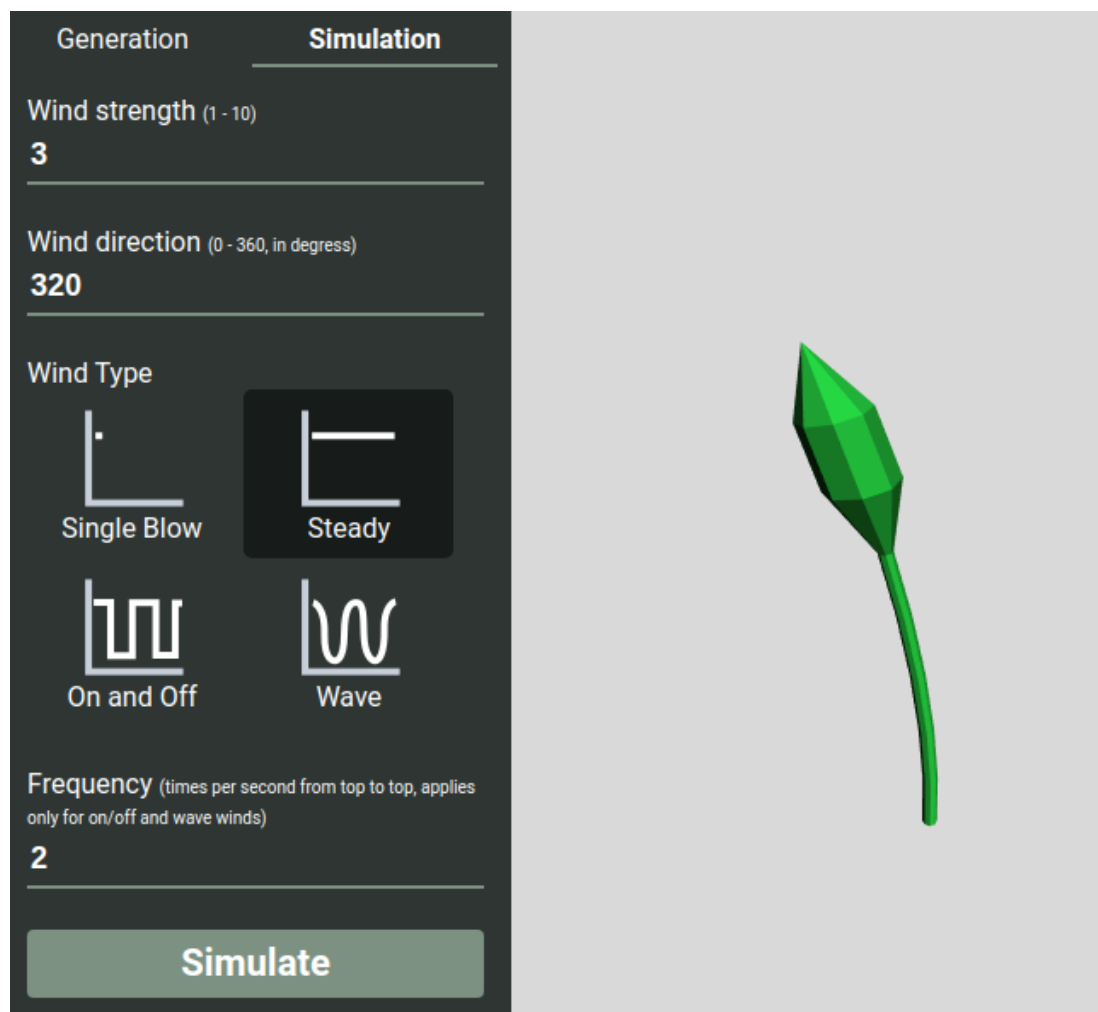 Generation Simulation
Wind strength (1 - 10)
3
Wind direction (0 - 360, in degress)
320
Wind Type
Single Blow Steady
On and Off Wave
Frequency (times per second from top to top, applies
only for on/off and wave winds)
2
Simulate